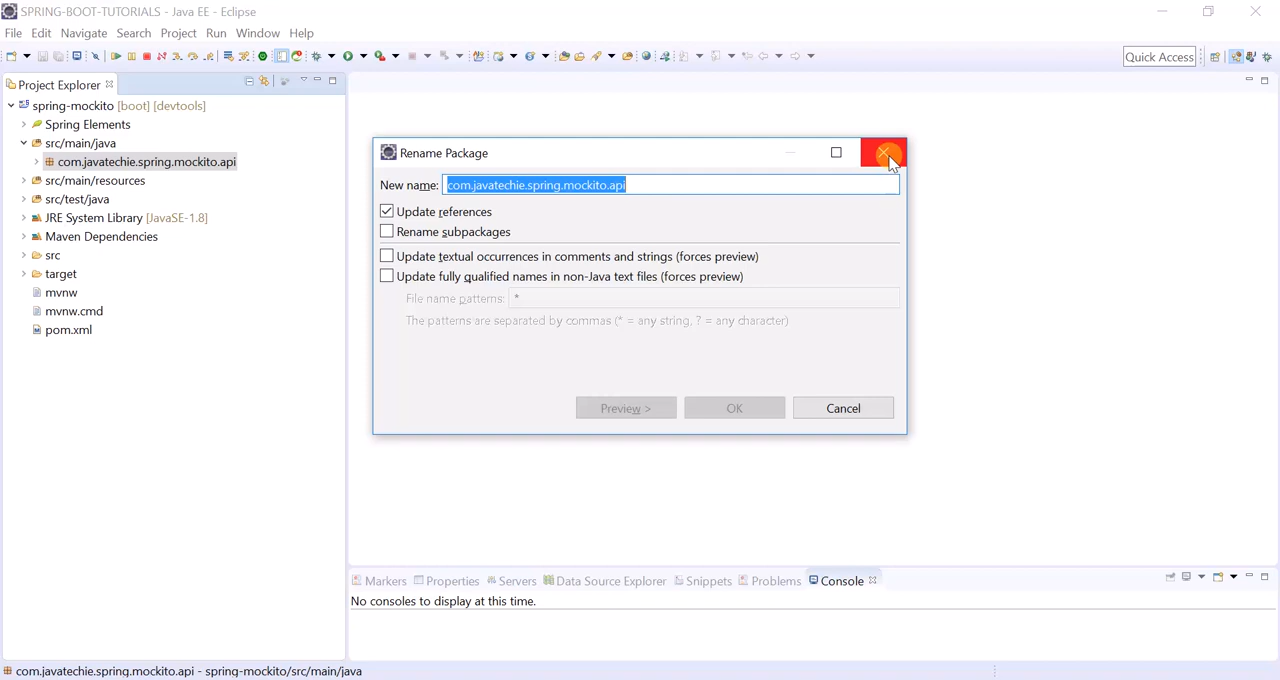 SPRING-BOOT-TUTORIALS - Java EE - Eclipse
File Edit Navigate Search Project Run Window Help
Quick Access
Project Explorer
spring-mockito [boot] [devtools]
Spring Elements
src/main/java
com.javatechie.spring.mockito.api
src/main/resources
src/test/java
JRE System Library [JavaSE-1.8]
Maven Dependencies
src
target
mvnw
mvnw.cmd
pom.xml
Rename Package
New name: com.javatechie.spring.mockito.api
Update references
Rename subpackages
Update textual occurrences in comments and strings (forces preview)
Update fully qualified names in non-Java text files (forces preview)
File name patterns: *
The patterns are separated by commas (* = any string, ? = any character)
Preview > OK Cancel
Markers Properties Servers Data Source Explorer Snippets Problems Console
No consoles to display at this time.
com.javatechie.spring.mockito.api - spring-mockito/src/main/java